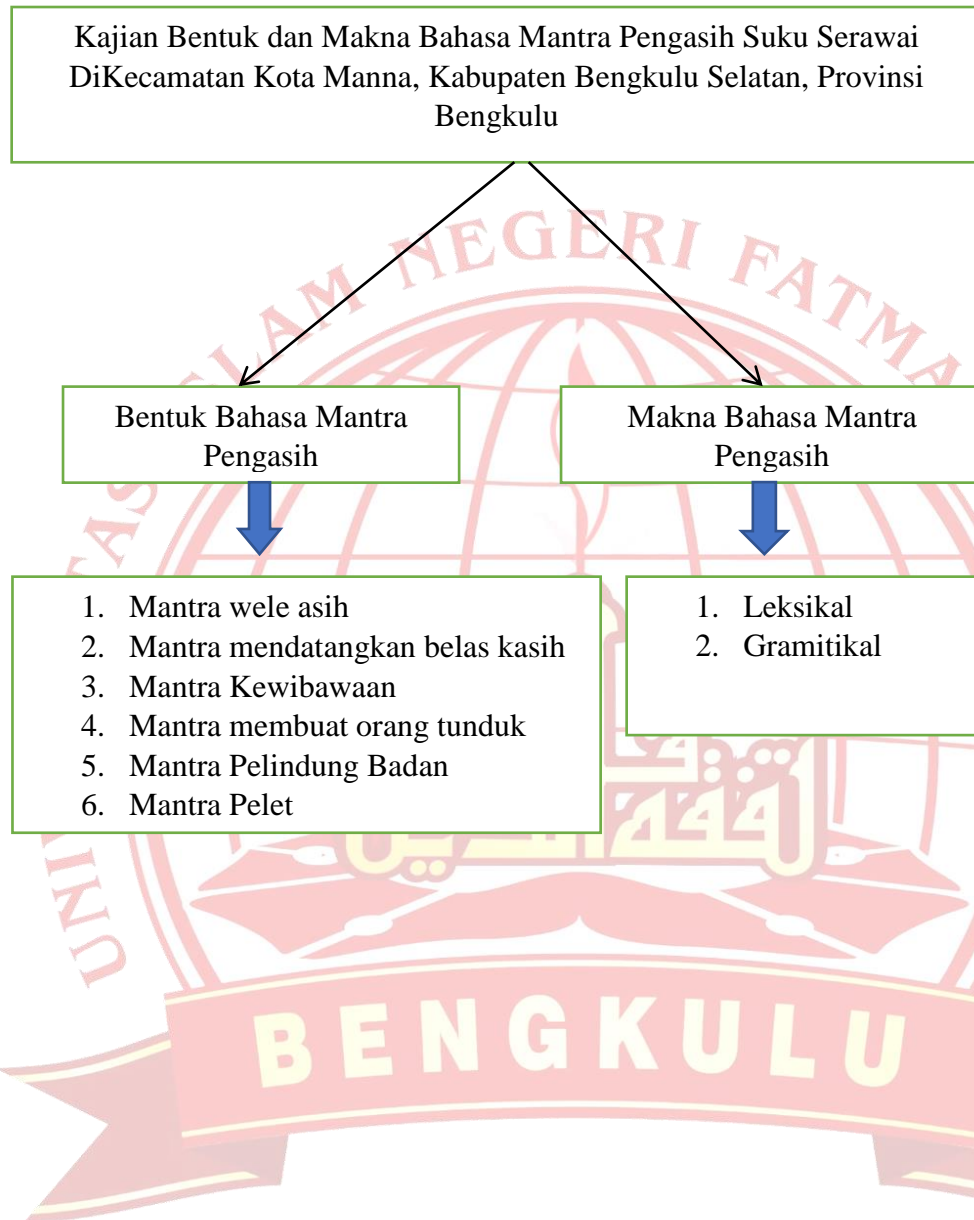 Kajian Bentuk dan Makna Bahasa Mantra Pengasih Suku Serawai
DiKecamatan Kota Manna, Kabupaten Bengkulu Selatan, Provinsi
Bengkulu
NEGERI
Bentuk Bahasa Mantra
Pengasih
Makna Bahasa Mantra
Pengasih
1. Mantra wele asih
2. Mantra mendatangkan belas kasih
3. Mantra Kewibawaan
4. Mantra membuat orang tunduk
5. Mantra Pelindung Badan
6. Mantra Pelet
1. Leksikal
2. Gramitikal
BENGKULU